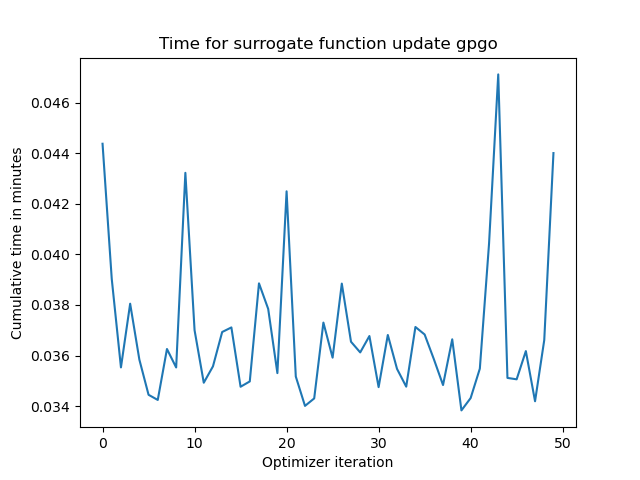 Time for surrogate function update gpgo
Cumulative time in minutes
0.046
0.044
0.042
0.040
0.038
0.036
0.034
0 10 20 30 40 50
Optimizer iteration